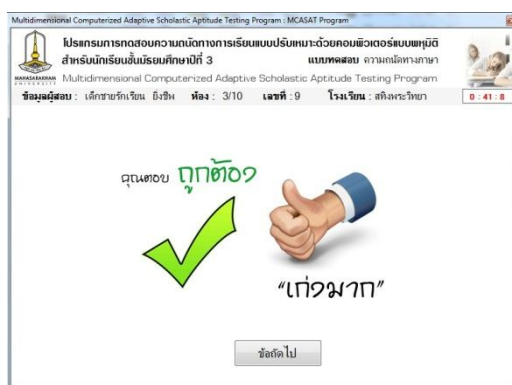 Multidimensional Computerized Adaptive Scholastic Aptitude Testing Program : MCASAT Program
โปรแกรมการทดสอบความถนัดทางการเรียนแบบปรับเหมาะด้วยคอมพิวเตอร์แบบพหุมิติ
สำหรับนักเรียนชั้นมัธยมศึกษาปีที่ 3 แบบทดสอบ ความถนัดทางภาษา
Multidimensional Computerized Adaptive Scholastic Aptitude Testing Program
MAHASARAKHAM
UNIVERSITY
ข้อมูลผู้สอบ : เด็กชายรักเรียน ยิ่งชีพ ห้อง : 3/10 เลขที่ : 9 โรงเรียน : สทิงพระวิทยา 0 : 41 : 8
คุณตอบ ถูกต้อง
"เก่งมาก"
ข้อถัดไป